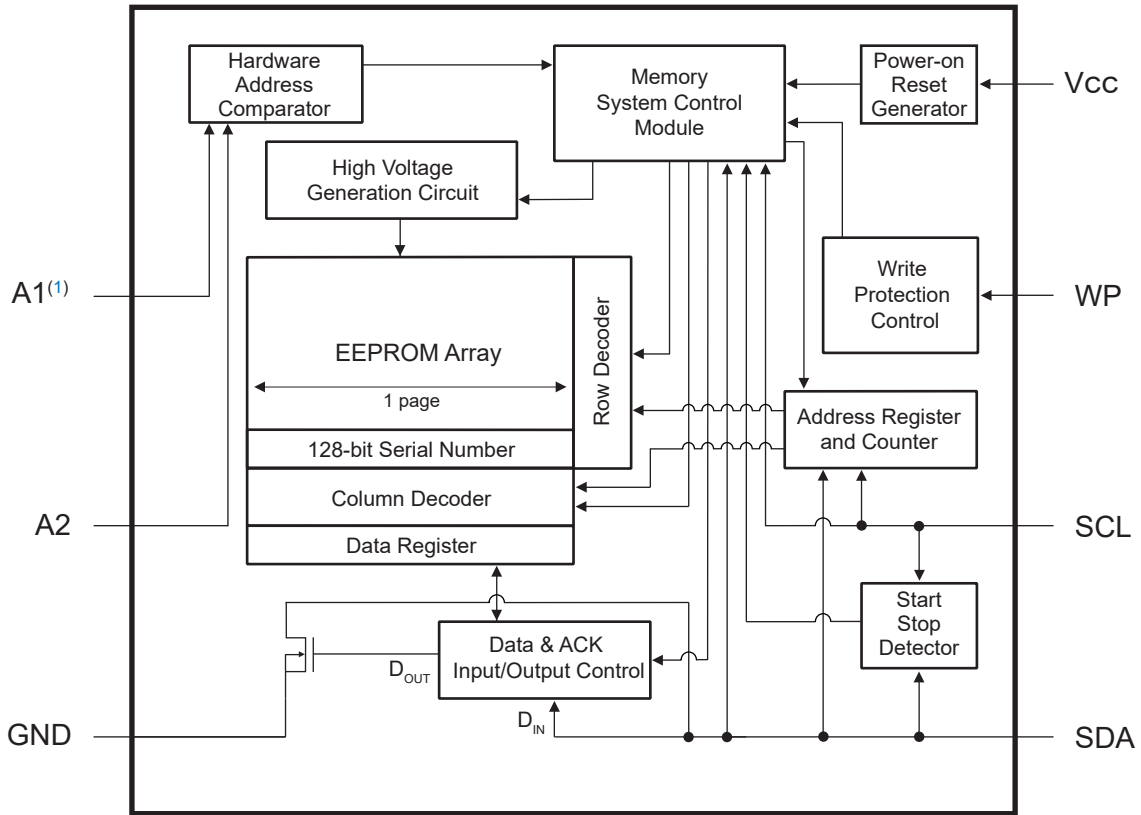 Hardware
Address
Comparator
Memory
System Control
Module
Power-on
Reset
Generator
Vcc
High Voltage
Generation Circuit
A1(1)
EEPROM Array
1 page
Row Decoder
Write
Protection
Control
WP
128-bit Serial Number
Address Register
and Counter
Column Decoder
A2
SCL
Data Register
Start
Stop
Detector
Data & ACK
Input/Output Control
DOUT
DIN
GND
SDA